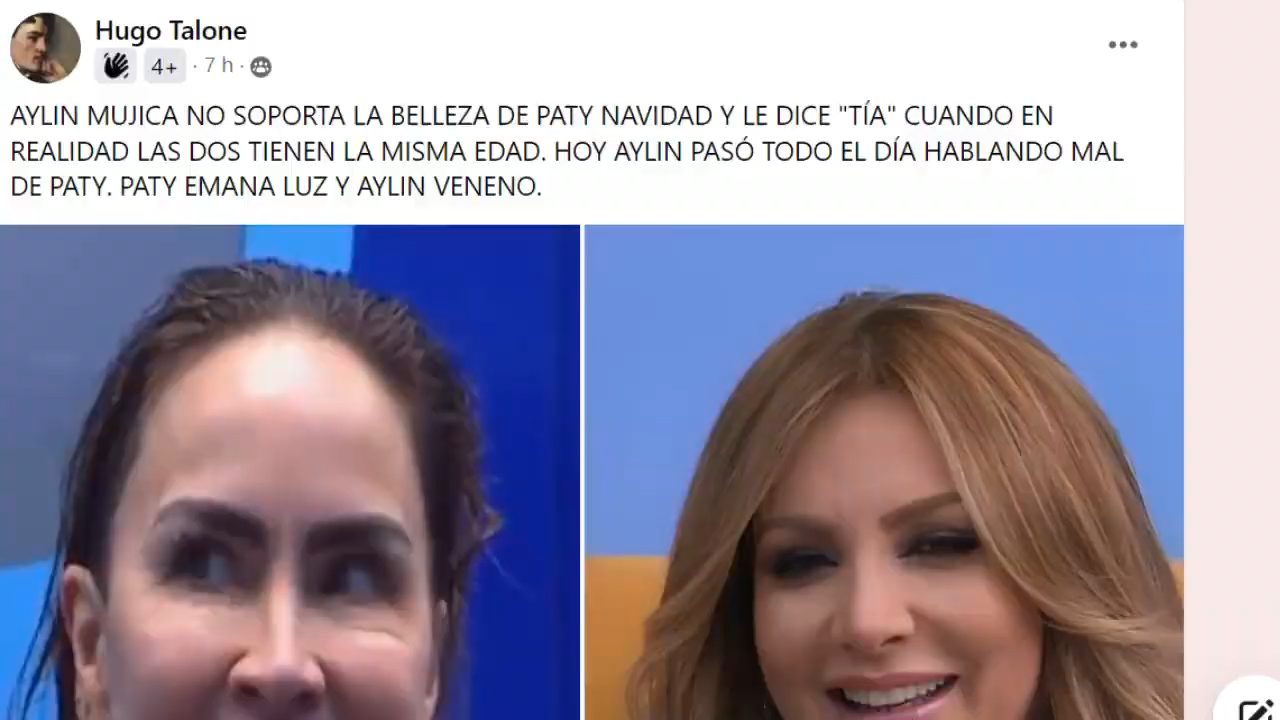 Hugo Talone
4+ · 7 h ·
AYLIN MUJICA NO SOPORTA LA BELLEZA DE PATY NAVIDAD Y LE DICE "TÍA" CUANDO EN
REALIDAD LAS DOS TIENEN LA MISMA EDAD. HOY AYLIN PASÓ TODO EL DÍA HABLANDO MAL
DE PATY. PATY EMANA LUZ Y AYLIN VENENO.